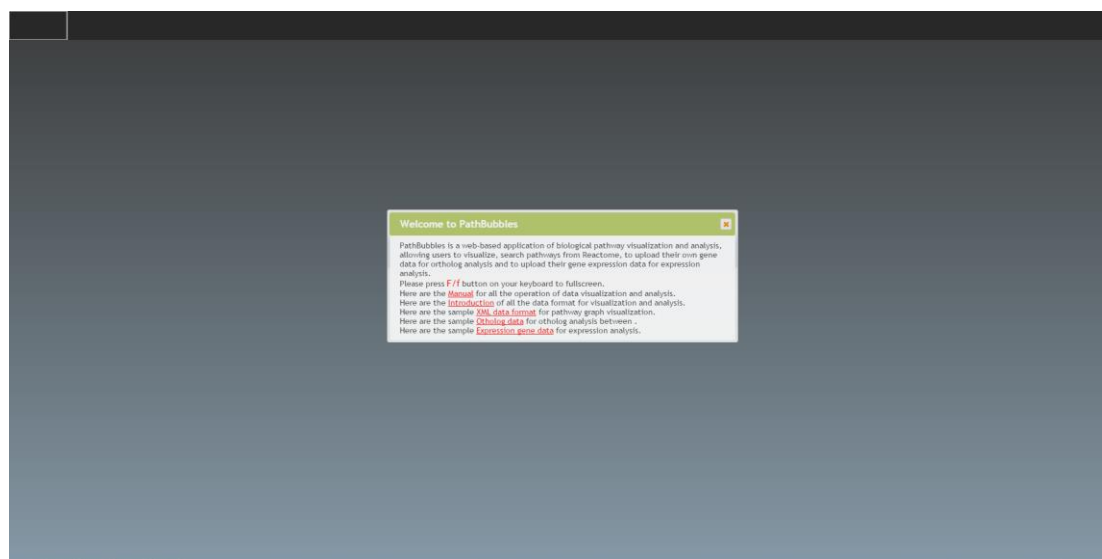 Welcome to PathBubbles
PathBubbles is a web-based application of biological pathway visualization and analysis,
allowing users to visualize, search pathways from Reactome, to upload their own gene
data for ortholog analysis and to upload their gene expression data for expression
analysis.
Please press F/f button on your keyboard to fullscreen.
Here are the Manual for all the operation of data visualization and analysis.
Here are the Introduction of all the data format for visualization and analysis.
Here are the sample XML data format for pathway graph visualization.
Here are the sample Otholog data for otholog analysis between .
Here are the sample Expression gene data for expression analysis.